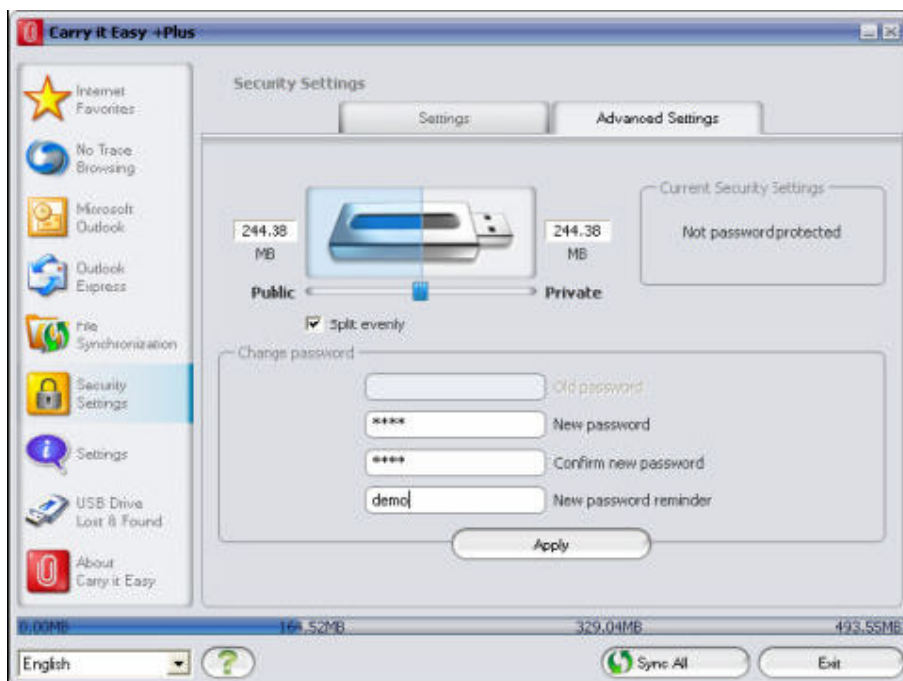 Carry it Easy +Plus
Internet
Favorites
No Trace
Browsing
Microsoft
Outlook
Outlook
Express
File
Synchronization
Security
Settings
Settings
USB Drive
Lost & Found
About
Carry it Easy
Security Settings
Settings
Advanced Settings
244.38
MB
244.38
MB
Public
Private
Split evenly
Current Security Settings
Not password protected
Change password
Old password
**** New password
**** Confirm new password
demo New password reminder
Apply
0.00MB 164.52MB 329.04MB 493.55MB
English
?
Sync All
Exit